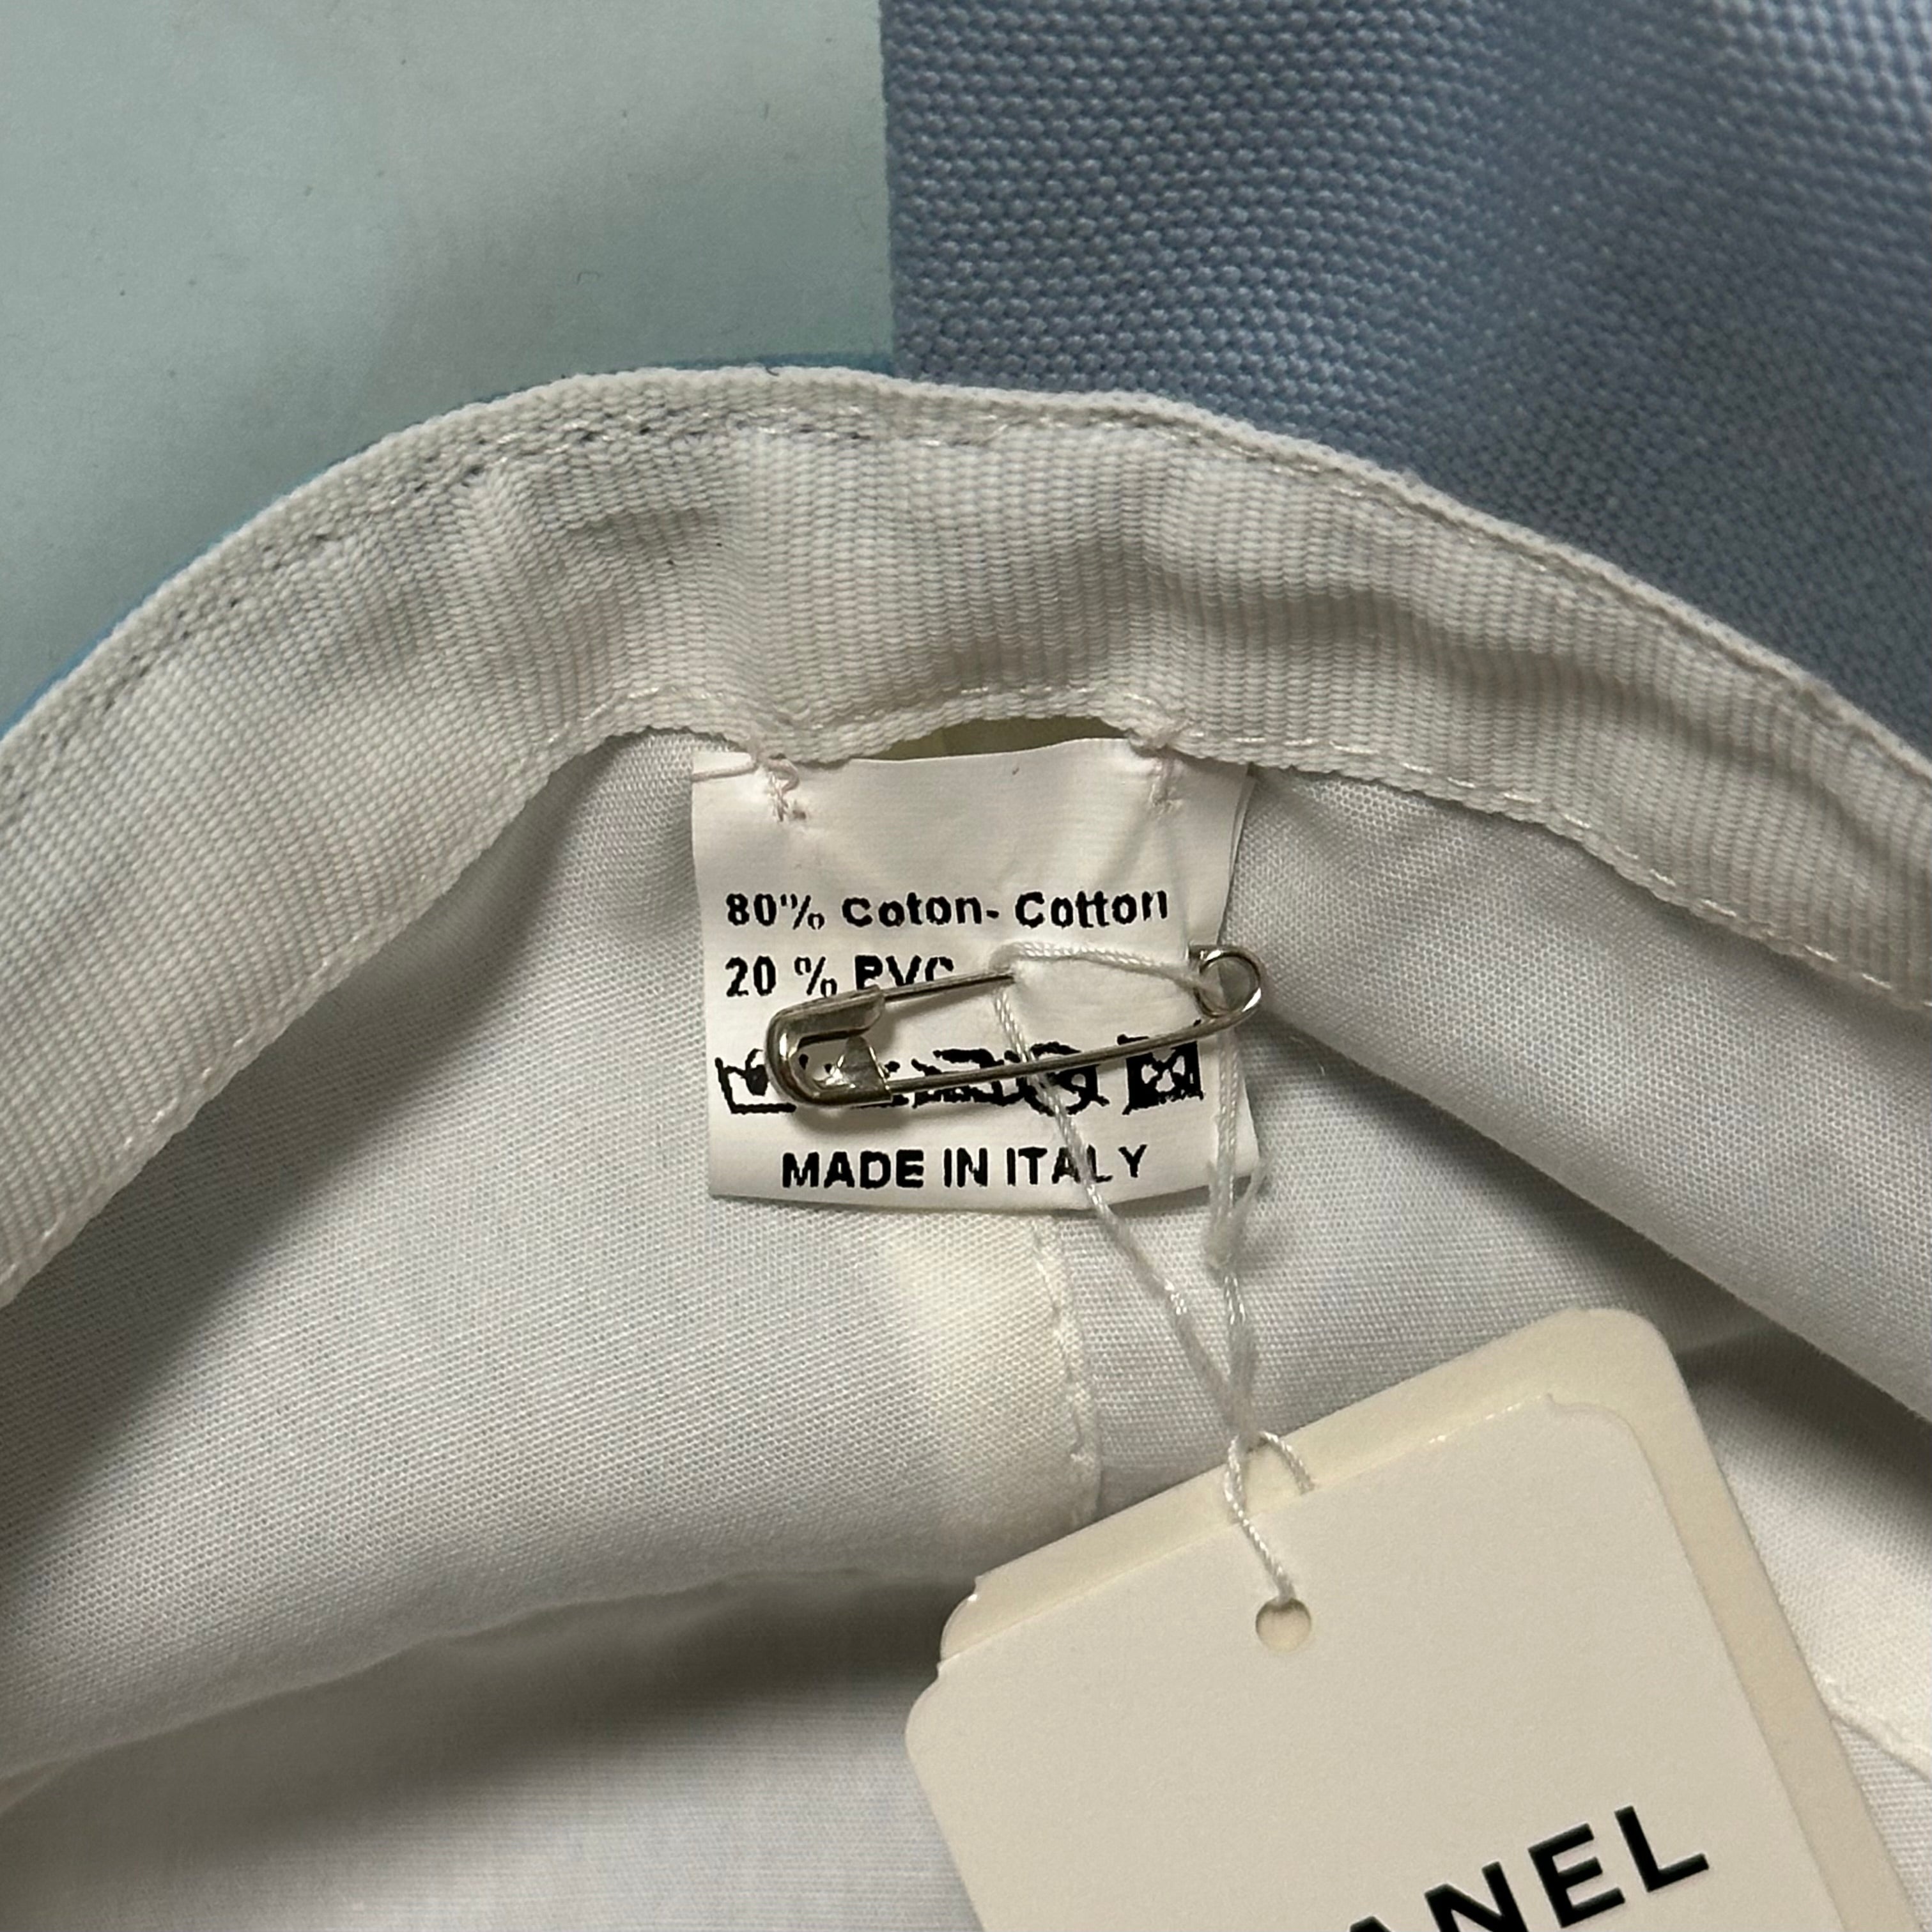 80% Coton- Cotton
20 % PVC
MADE IN ITALY
ANEL